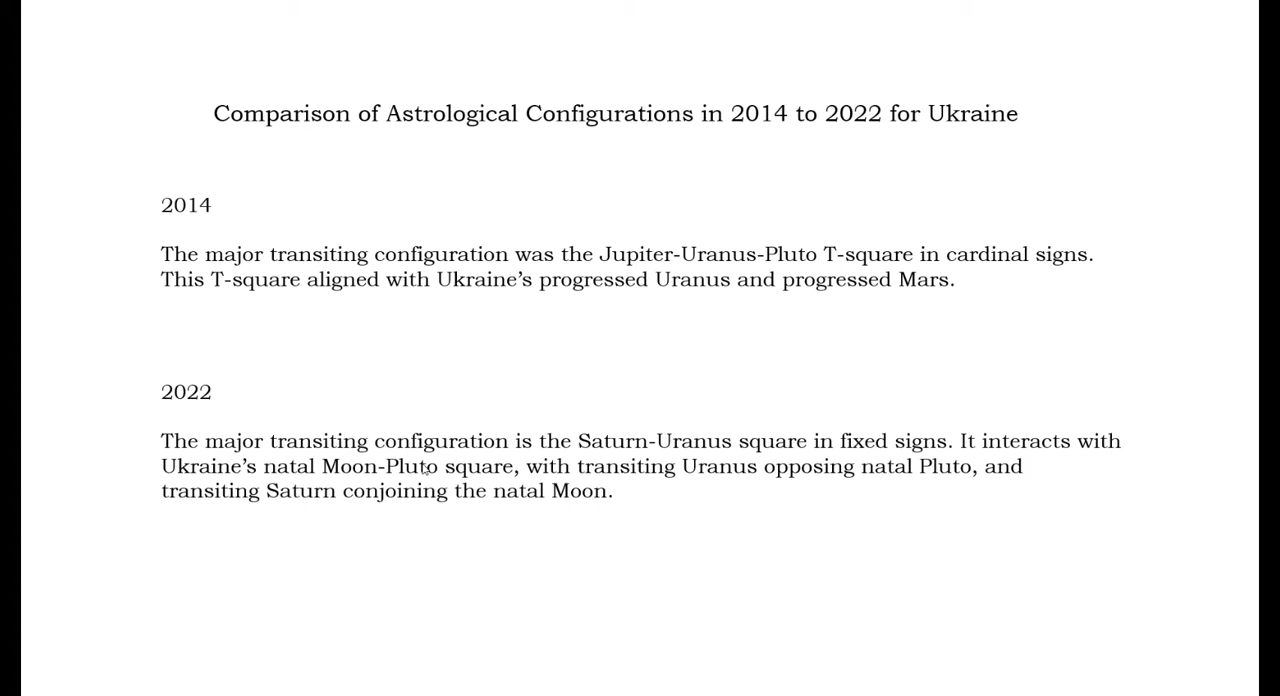 Comparison of Astrological Configurations in 2014 to 2022 for Ukraine
2014
The major transiting configuration was the Jupiter-Uranus-Pluto T-square in cardinal signs.
This T-square aligned with Ukraine’s progressed Uranus and progressed Mars.
2022
The major transiting configuration is the Saturn-Uranus square in fixed signs. It interacts with
Ukraine’s natal Moon-Pluto square, with transiting Uranus opposing natal Pluto, and
transiting Saturn conjoining the natal Moon.